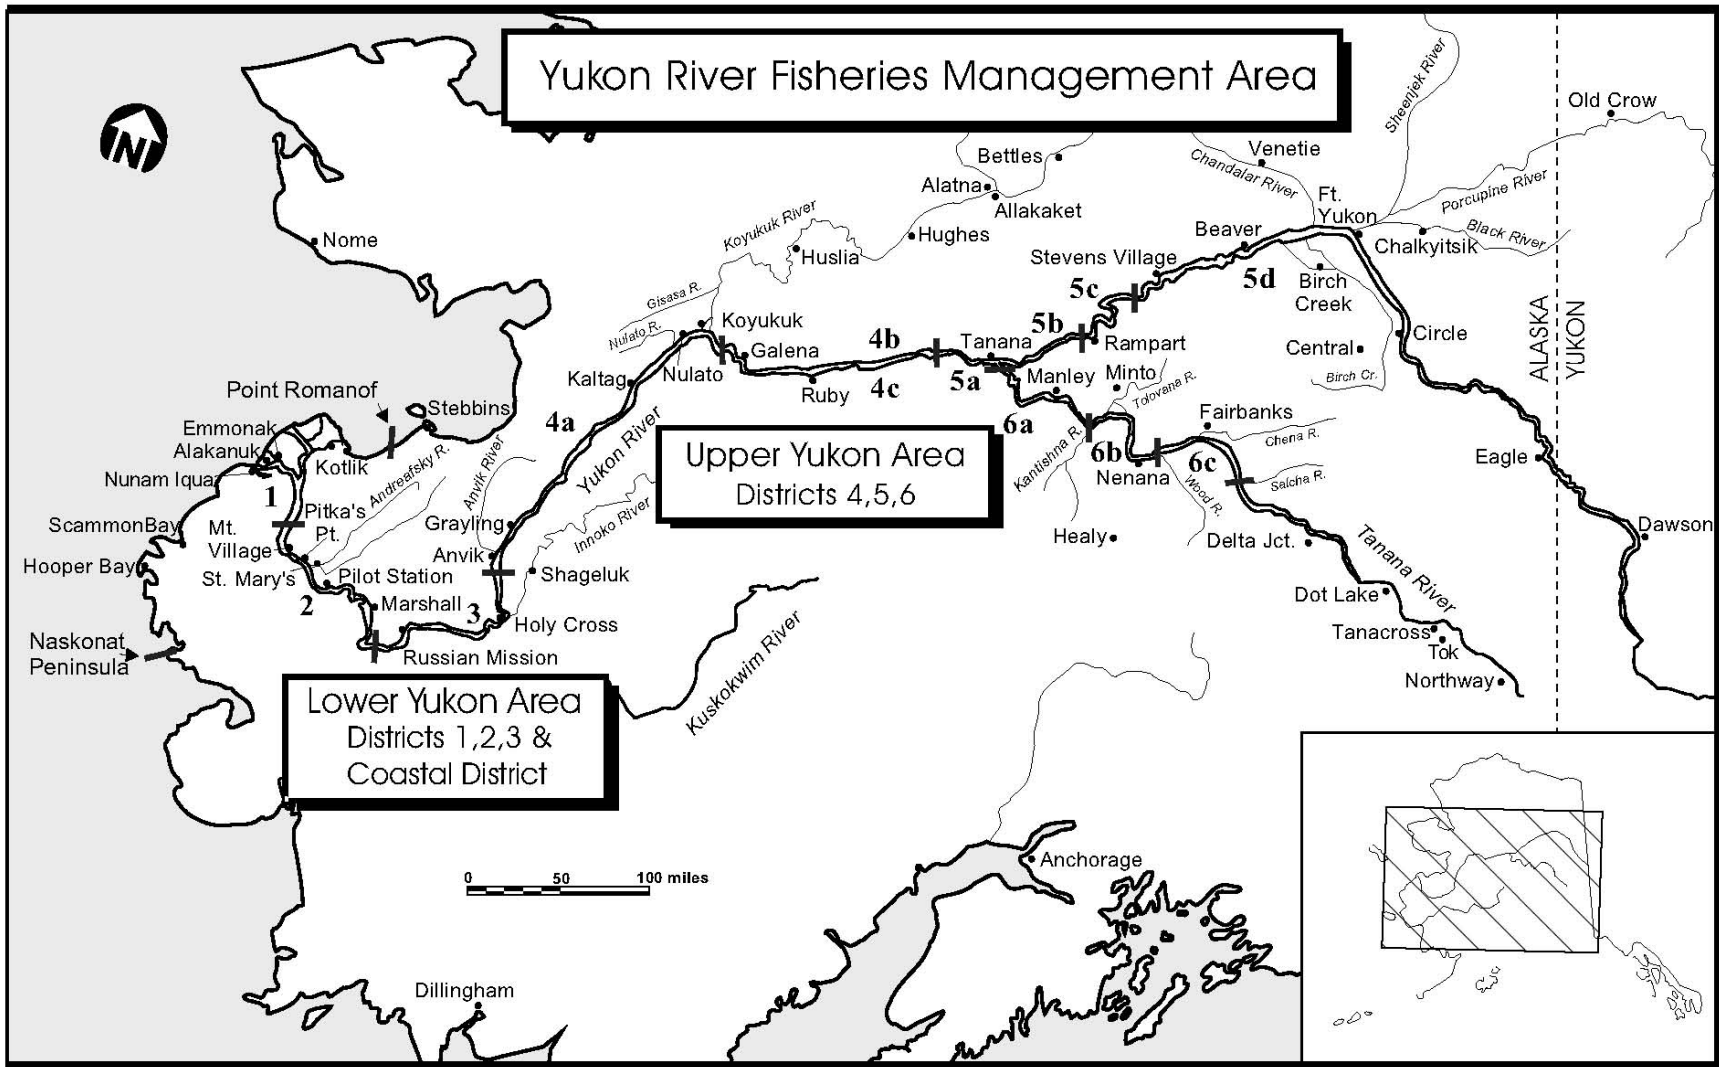 Yukon River Fisheries Management Area
N
Sheenjek River
Old Crow
Bettles
Venetie
Chandalar River
Alatna
Allakaket
Ft.
Yukon
Porcupine River
Koyukuk River
Nome
Hughes
Huslia
Beaver
Chalkyitsik
Black River
Stevens Village
5c
5d
Birch
Creek
ALASKA
YUKON
Gisasa R.
Nulato R.
Koyukuk
Galena
4b
Tanana
5b
Rampart
Circle
Central
Birch Cr.
Kaltag
Nulato
Ruby
4c
5a
Manley
Minto
Tolovana R.
Point Romanof
Stebbins
4a
6a
Fairbanks
Chena R.
Emmonak
Alakanuk
Nunam Iqua
Kotlik
Andreafsky R.
Anvik River
Yukon River
Upper Yukon Area
Districts 4,5,6
Kantishna R.
6b
Nenana
6c
Wood R.
Salcha R.
Eagle
1
Pitka's
Pt.
ScammonBay
Mt.
Village
Grayling
Innoko River
Dawson
Hooper Bay
St. Mary's
Anvik
Healy
Delta Jct.
Tanana River
Pilot Station
Shageluk
2
Marshall
3
Holy Cross
Dot Lake
Naskonat
Peninsula
Russian Mission
Kuskokwim River
Tanacross
Tok
Northway
Lower Yukon Area
Districts 1,2,3 &
Coastal District
Anchorage
0 50 100 miles
Dillingham